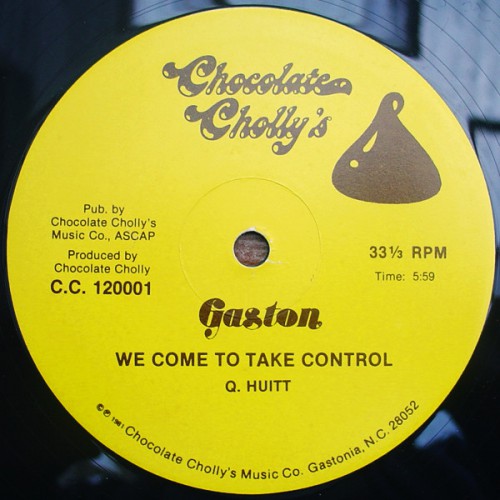 Chocolate
Cholly's
Pub. by
Chocolate Cholly's
Music Co., ASCAP
Produced by
Chocolate Cholly
C.C. 120001
33⅓ RPM
Time: 5:59
Gaston
WE COME TO TAKE CONTROL
Q. HUITT
©℗ 1981 Chocolate Cholly's Music Co. Gastonia, N.C. 28052